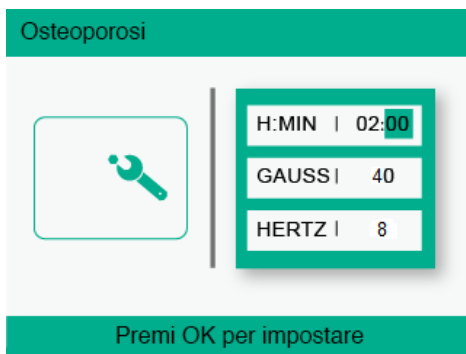 Osteoporosi
H:MIN | 02:00
GAUSS | 40
HERTZ | 8
Premi OK per impostare